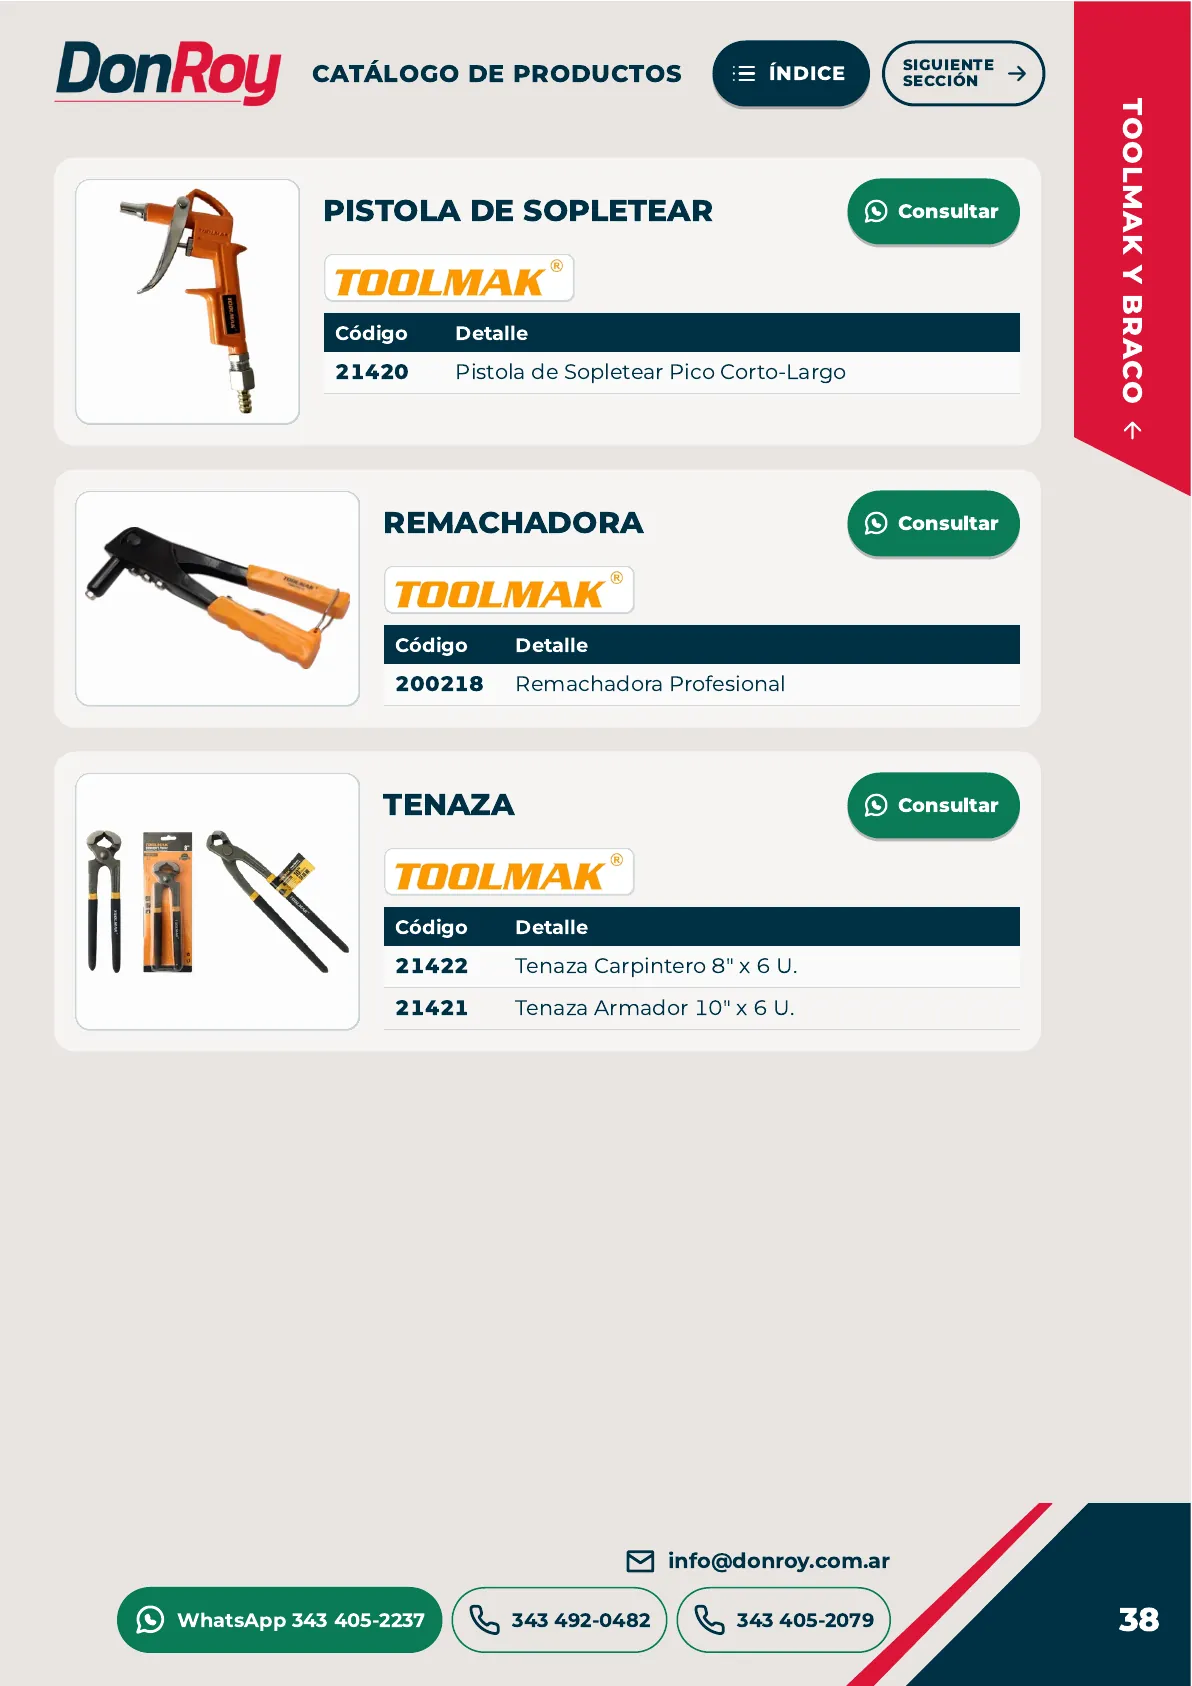 DonRoy
CATÁLOGO DE PRODUCTOS
ÍNDICE
SIGUIENTE
SECCIÓN
TOOLMAK Y BRACO
PISTOLA DE SOPLETEAR
Consultar
TOOLMAK®
Código Detalle
21420 Pistola de Sopletear Pico Corto-Largo
REMACHADORA
Consultar
TOOLMAK®
Código Detalle
200218 Remachadora Profesional
TENAZA
Consultar
TOOLMAK®
Código Detalle
21422 Tenaza Carpintero 8" x 6 U.
21421 Tenaza Armador 10" x 6 U.
info@donroy.com.ar
WhatsApp 343 405-2237
343 492-0482
343 405-2079
38